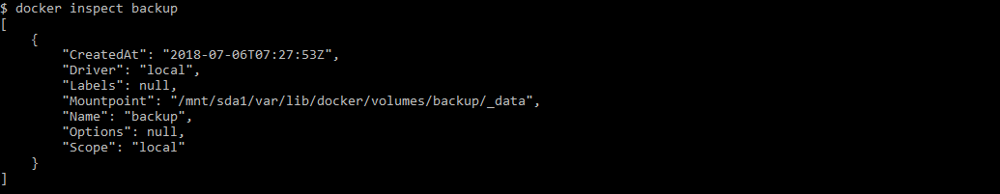 $ docker inspect backup
[
    {
        "CreatedAt": "2018-07-06T07:27:53Z",
        "Driver": "local",
        "Labels": null,
        "Mountpoint": "/mnt/sda1/var/lib/docker/volumes/backup/_data",
        "Name": "backup",
        "Options": null,
        "Scope": "local"
    }
]